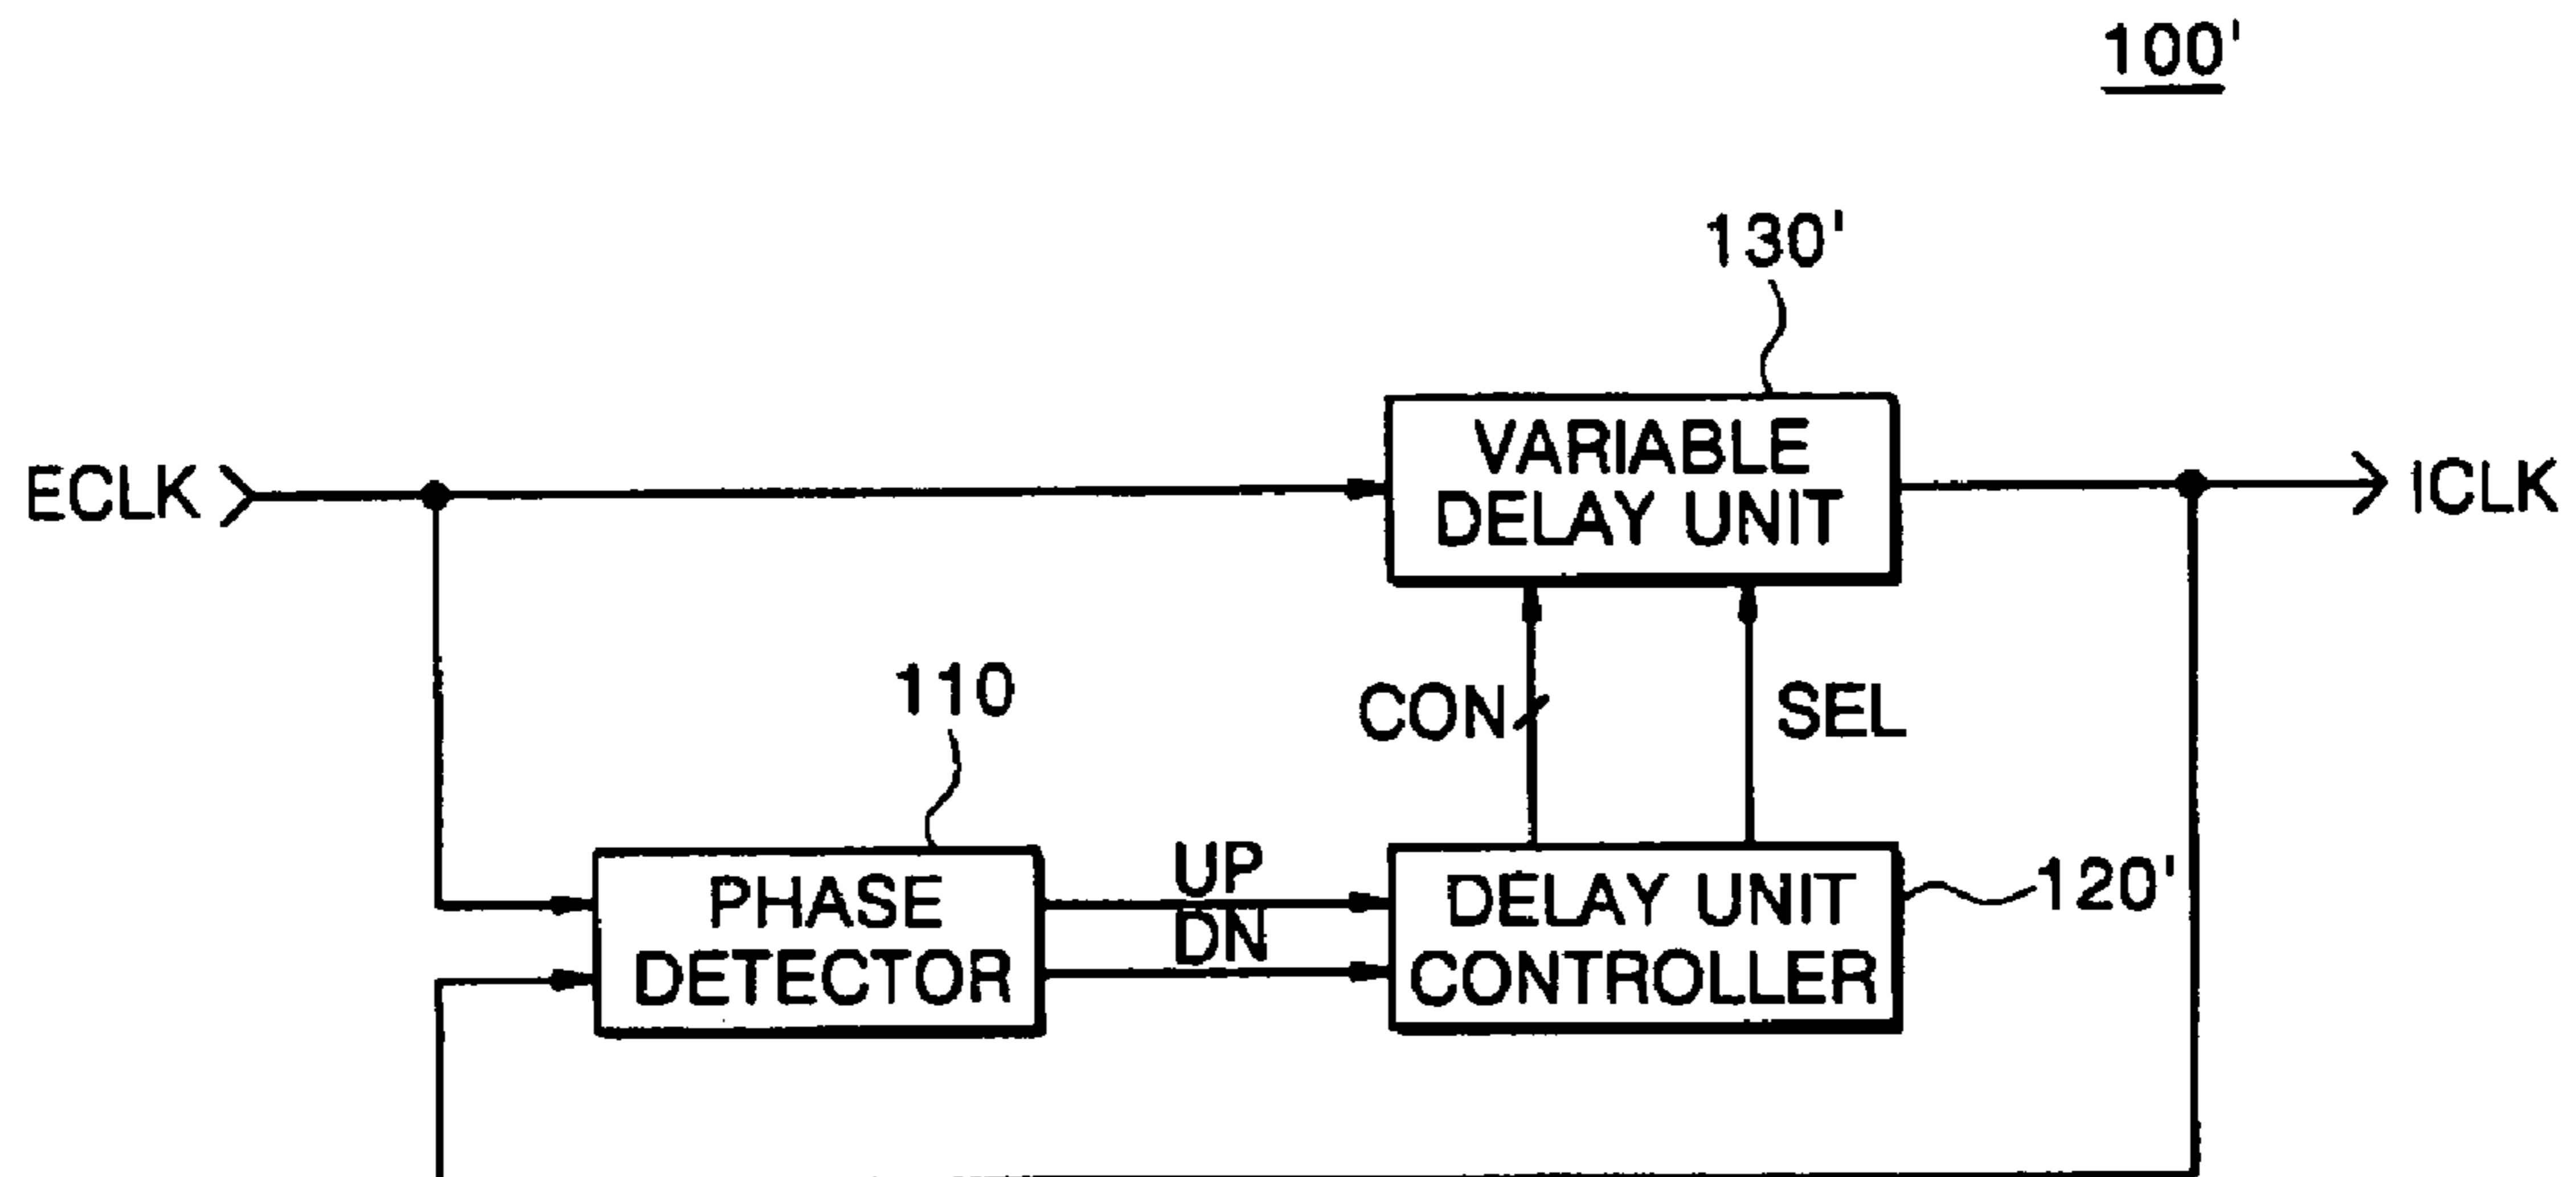 100'
130'
ECLK
VARIABLE
DELAY UNIT
ICLK
110
CON
SEL
UP
DN
PHASE
DETECTOR
DELAY UNIT
CONTROLLER
120'